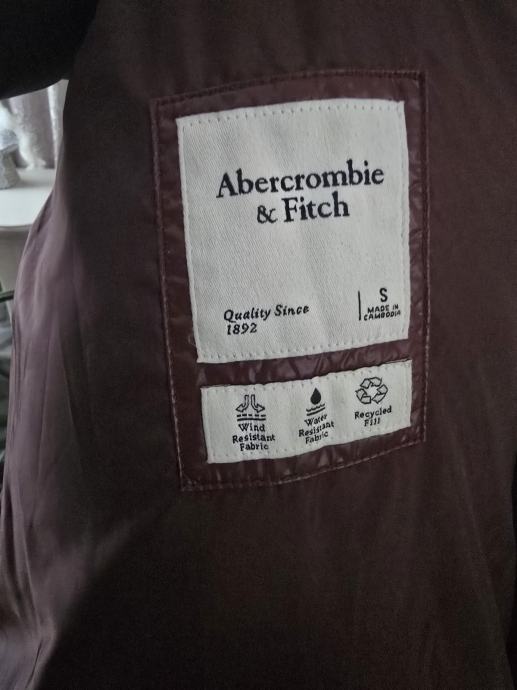 Abercrombie
& Fitch
Quality Since
1892
S
MADE IN
CAMBODIA
Wind
Resistant
Fabric
Water
Resistant
Fabric
Recycled
Fill